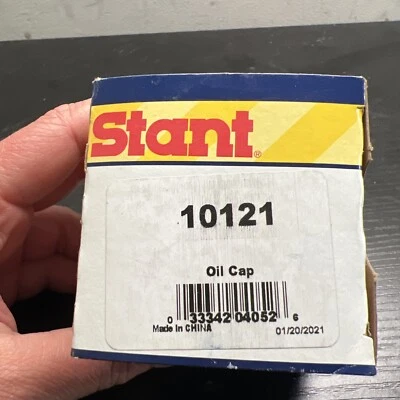 Stant®
10121
Oil Cap
0 33342 04052 6
Made In CHINA 01/20/2021